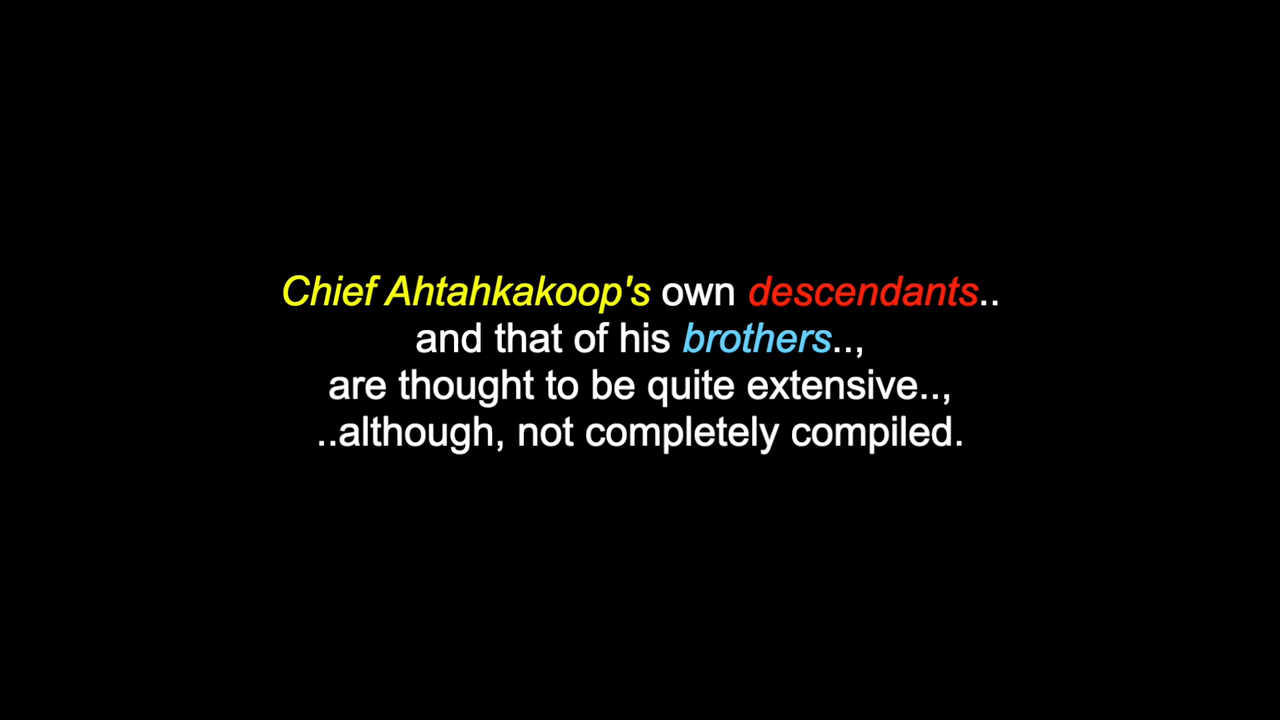 Chief Ahtahkakoop's own descendants..
and that of his brothers..,
are thought to be quite extensive..,
..although, not completely compiled.